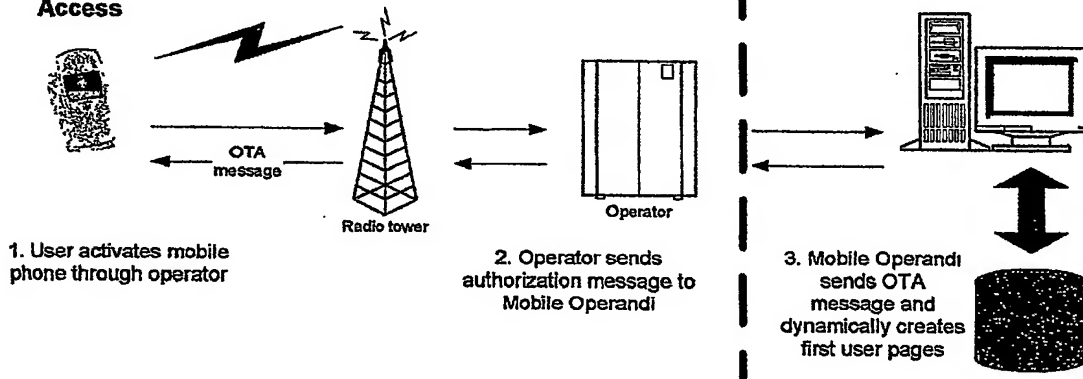 Access
OTA
message
Radio tower
Operator
1. User activates mobile
phone through operator
2. Operator sends
authorization message to
Mobile Operandi
3. Mobile Operandi
sends OTA
message and
dynamically creates
first user pages